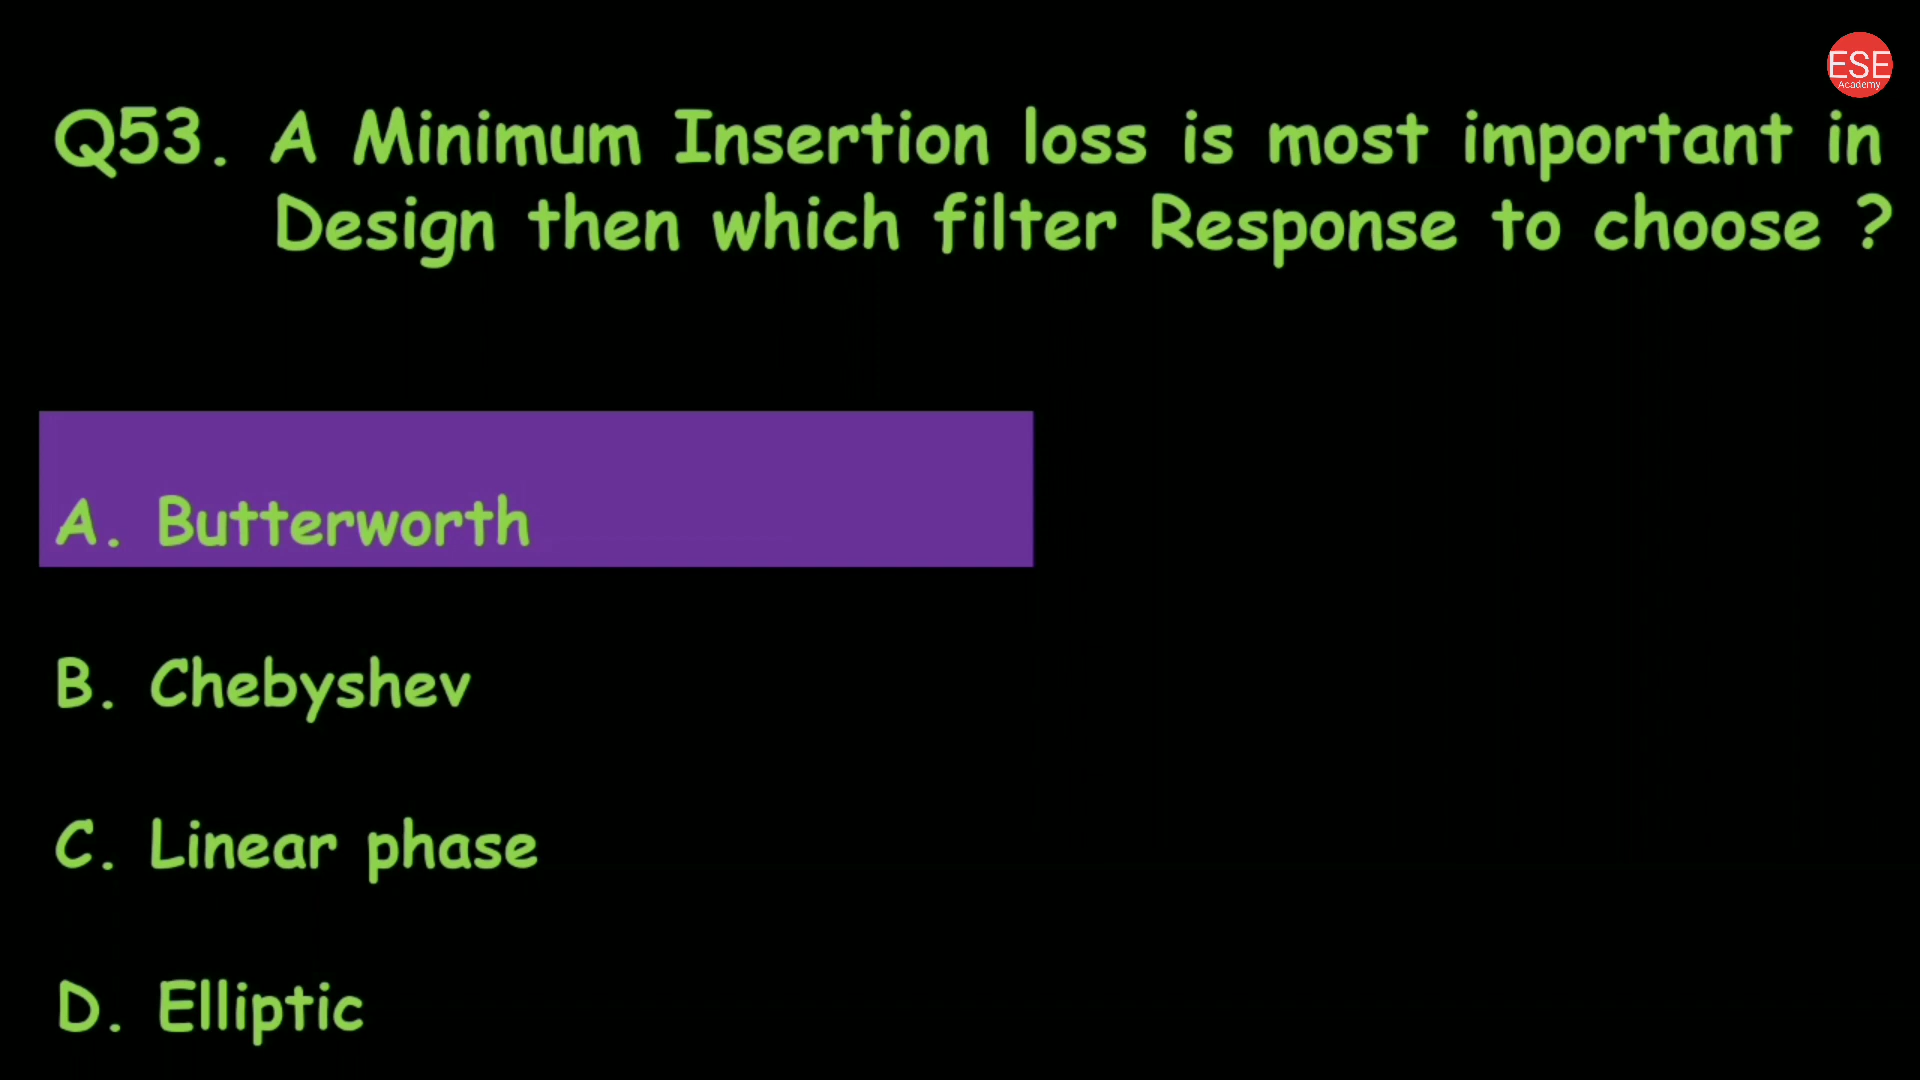 ESE
Academy
Q53. A Minimum Insertion loss is most important in
Design then which filter Response to choose ?
A. Butterworth
B. Chebyshev
C. Linear phase
D. Elliptic